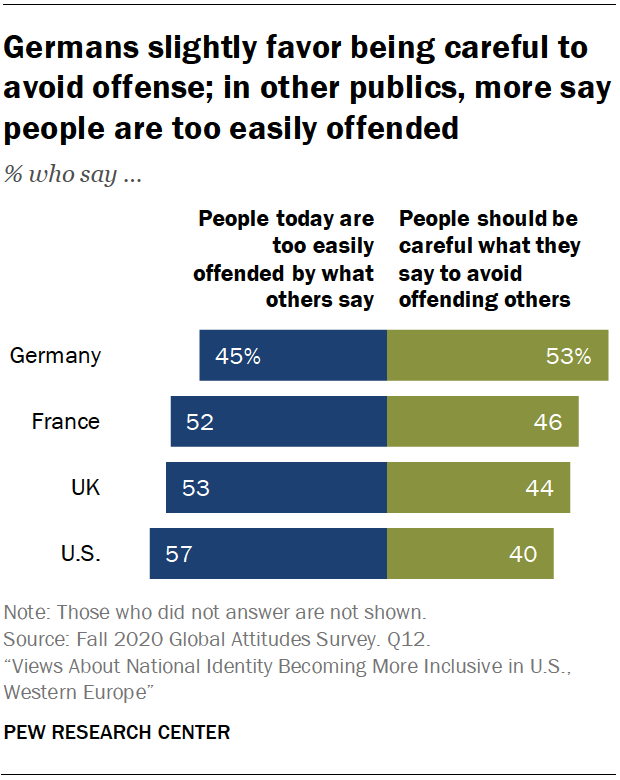 Germans slightly favor being careful to
avoid offense; in other publics, more say
people are too easily offended
% who say ...
People today are
too easily
offended by what
others say
People should be
careful what they
say to avoid
offending others
Germany 45% 53%
France 52 46
UK 53 44
U.S. 57 40
Note: Those who did not answer are not shown.
Source: Fall 2020 Global Attitudes Survey. Q12.
“Views About National Identity Becoming More Inclusive in U.S.,
Western Europe”
PEW RESEARCH CENTER